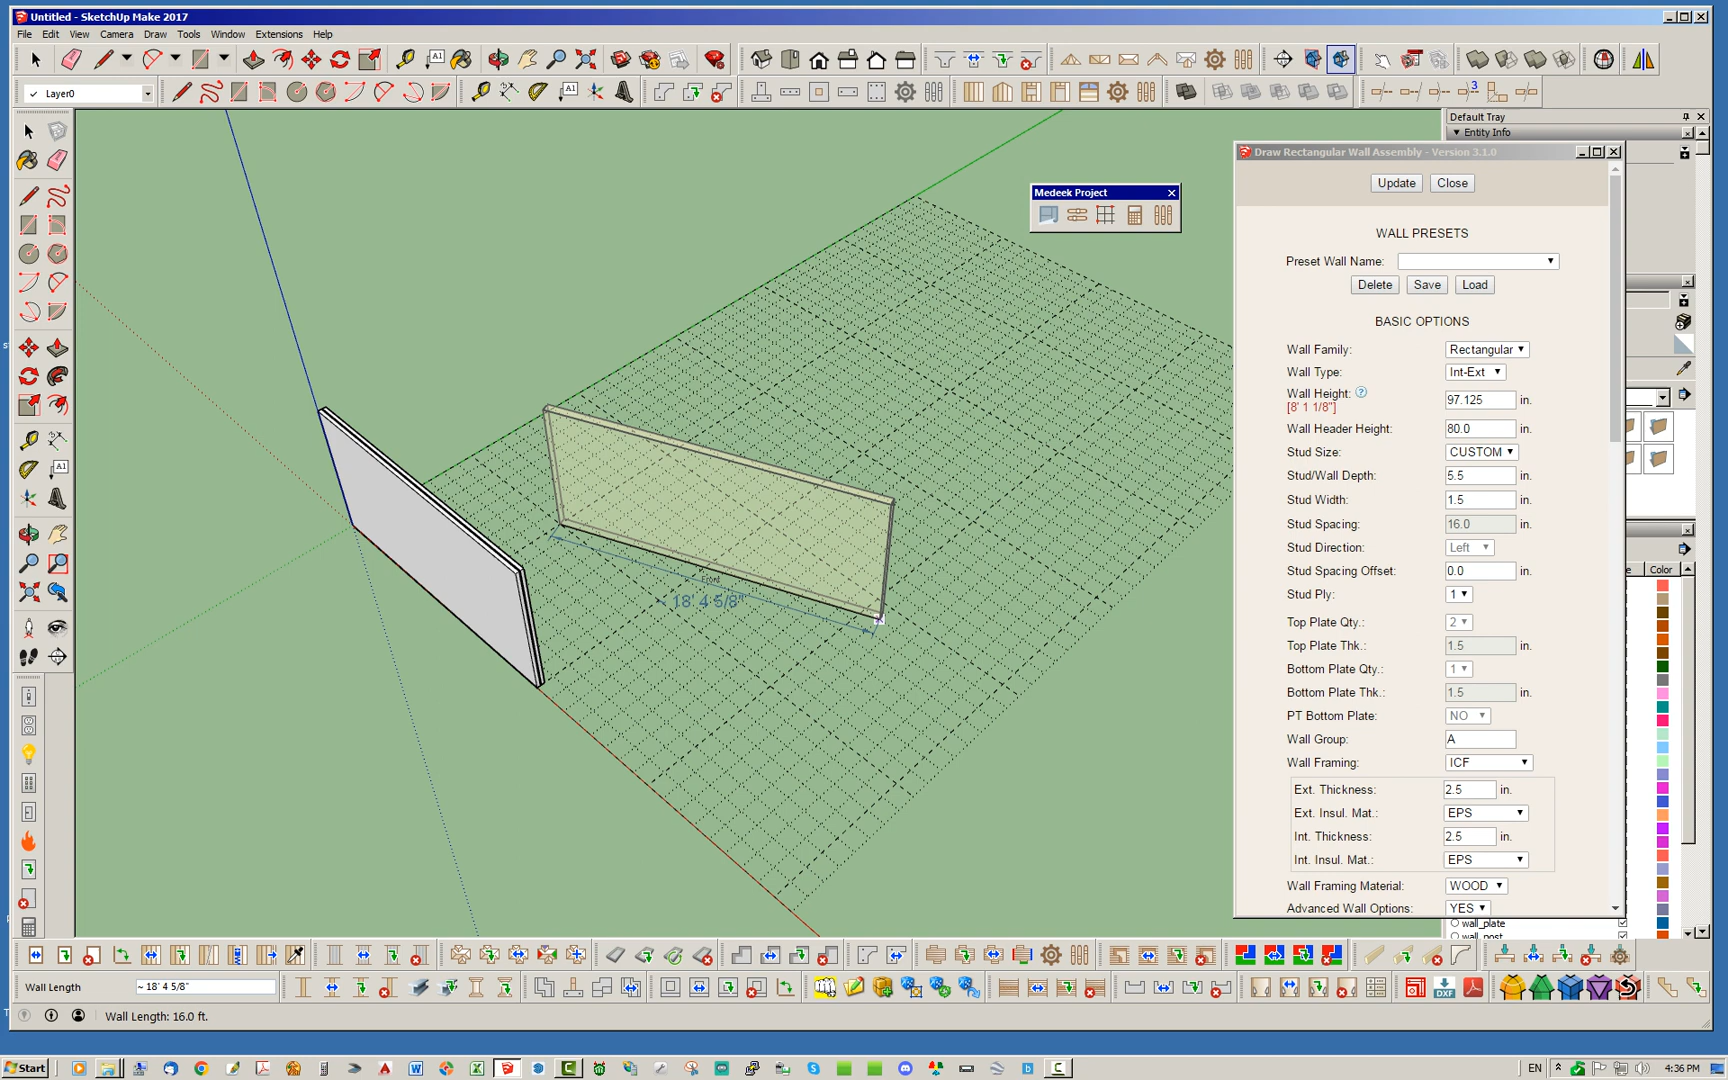 Untitled - SketchUp Make 2017
File Edit View Camera Draw Tools Window Extensions Help
Layer0
Default Tray
Entity Info
Draw Rectangular Wall Assembly - Version 3.1.0
Update Close
Medeek Project
WALL PRESETS
Preset Wall Name:
Delete Save Load
BASIC OPTIONS
Wall Family: Rectangular
Wall Type: Int-Ext
Wall Height: 97.125 in.
[8' 1 1/8"]
Wall Header Height: 80.0 in.
Stud Size: CUSTOM
Stud/Wall Depth: 5.5 in.
Stud Width: 1.5 in.
Stud Spacing: 16.0 in.
Stud Direction: Left
Stud Spacing Offset: 0.0 in.
Stud Ply: 1
Top Plate Qty.: 2
Top Plate Thk.: 1.5 in.
Bottom Plate Qty.: 1
Bottom Plate Thk.: 1.5 in.
PT Bottom Plate: NO
Wall Group: A
Wall Framing: ICF
Ext. Thickness: 2.5 in.
Ext. Insul. Mat.: EPS
Int. Thickness: 2.5 in.
Int. Insul. Mat.: EPS
Wall Framing Material: WOOD
Advanced Wall Options: YES
Color
wall_plate
wall_post
Front
~ 18' 4 5/8"
Wall Length ~ 18' 4 5/8"
Wall Length: 16.0 ft.
Start
EN
4:36 PM